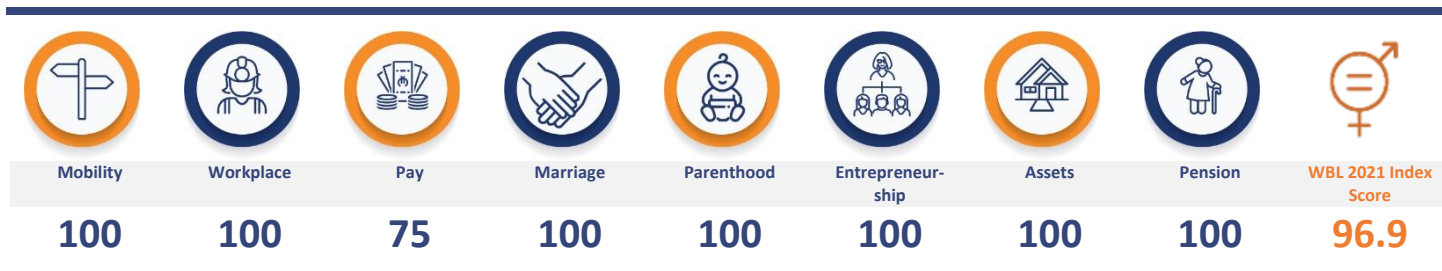 Mobility
Workplace
Pay
Marriage
Parenthood
Entrepreneur-
ship
Assets
Pension
WBL 2021 Index
Score
100
100
75
100
100
100
100
100
96.9